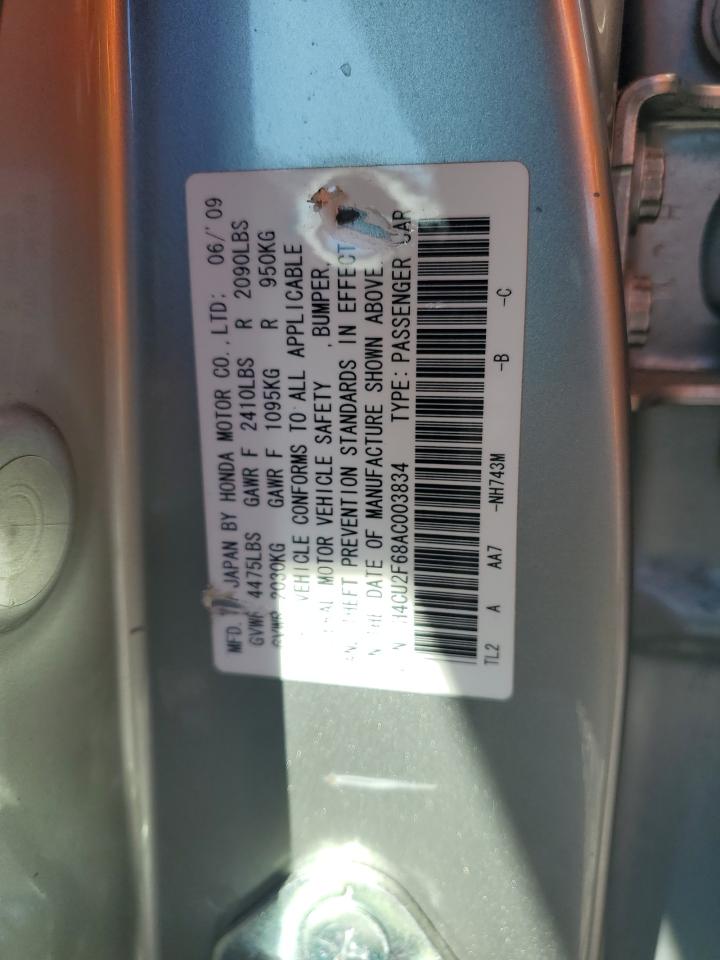 MFD. JAPAN BY HONDA MOTOR CO., LTD: 06/'09
GVWR 4475LBS GAWR F 2410LBS R 2090LBS
GVWR 2030KG GAWR F 1095KG R 950KG
VEHICLE CONFORMS TO ALL APPLICABLE
MOTOR VEHICLE SAFETY , BUMPER,
THEFT PREVENTION STANDARDS IN EFFECT
THE DATE OF MANUFACTURE SHOWN ABOVE.
H4CU2F68AC003834 TYPE: PASSENGER CAR
TL2 A AA7 -NH743M -B -C